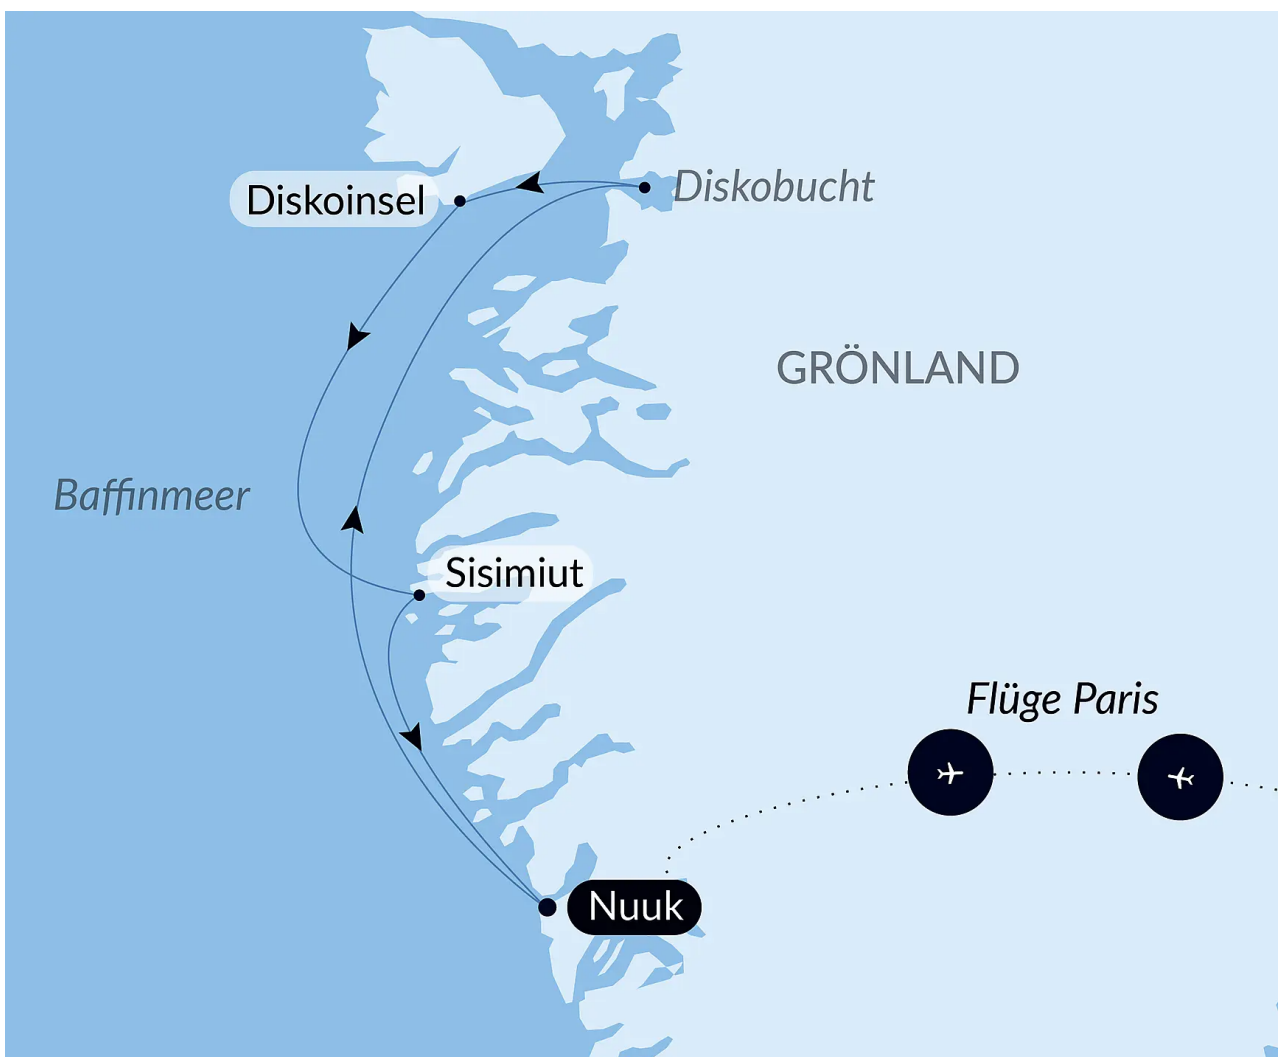 Diskoinsel
Diskobucht
GRÖNLAND
Baffinmeer
Sisimiut
Flüge Paris
Nuuk